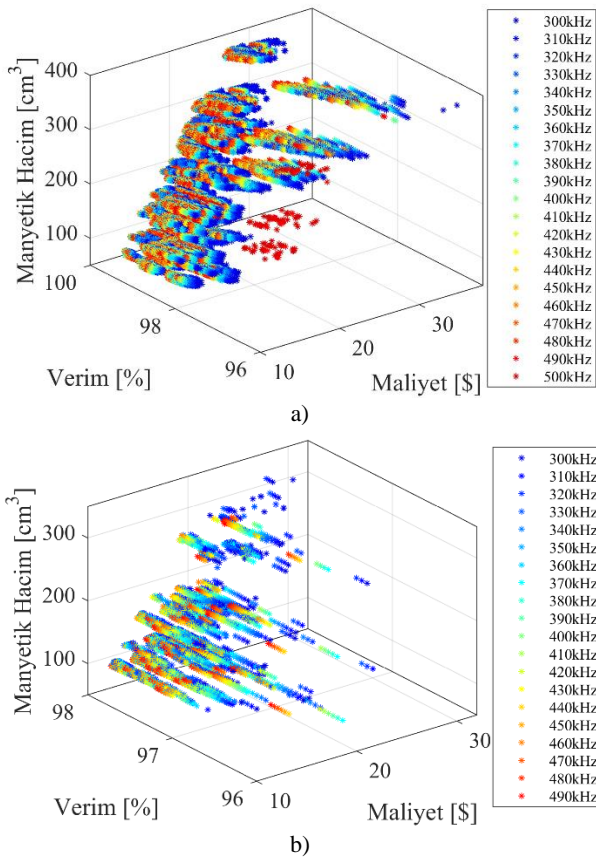 400
300
200
100
Manyetik Hacim [cm³]
100
98
96
Verim [%]
10
20
30
Maliyet [$]
300kHz
310kHz
320kHz
330kHz
340kHz
350kHz
360kHz
370kHz
380kHz
390kHz
400kHz
410kHz
420kHz
430kHz
440kHz
450kHz
460kHz
470kHz
480kHz
490kHz
500kHz
a)
300
200
100
Manyetik Hacim [cm³]
98
97
96
Verim [%]
10
20
30
Maliyet [$]
300kHz
310kHz
320kHz
330kHz
340kHz
350kHz
360kHz
370kHz
380kHz
390kHz
400kHz
410kHz
420kHz
430kHz
440kHz
450kHz
460kHz
470kHz
480kHz
490kHz
b)